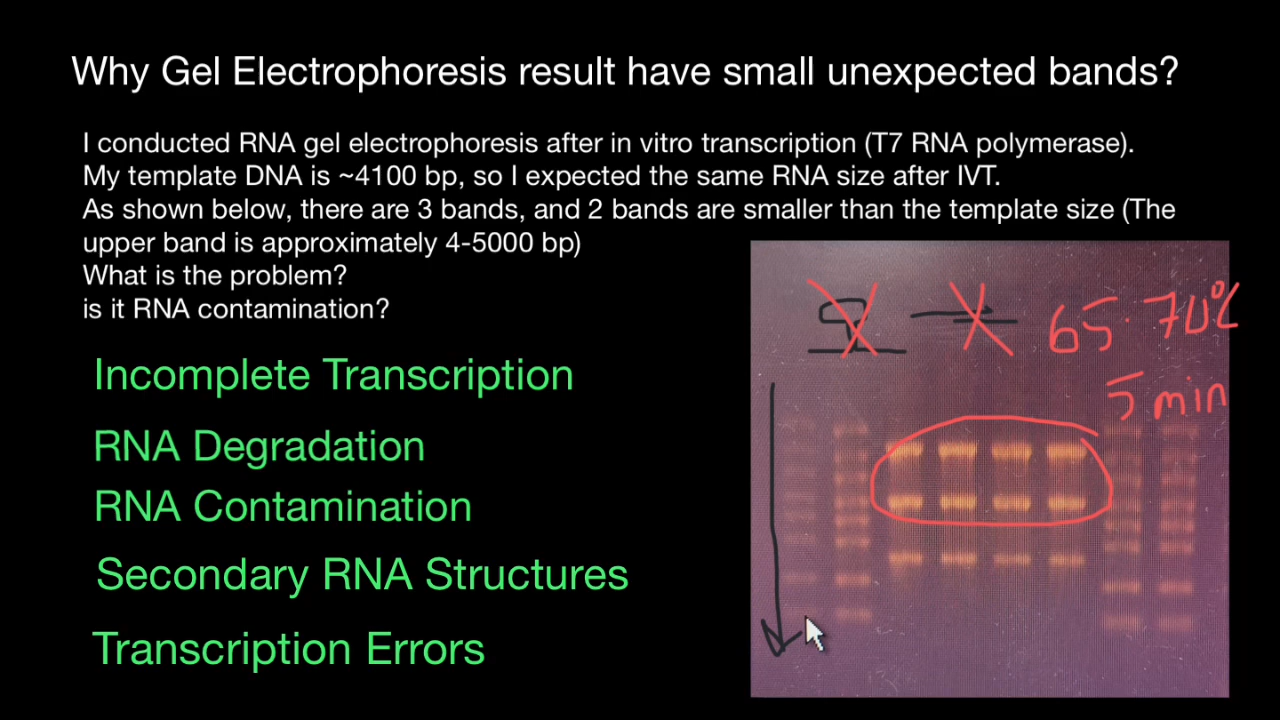 Why Gel Electrophoresis result have small unexpected bands?
I conducted RNA gel electrophoresis after in vitro transcription (T7 RNA polymerase).
My template DNA is ~4100 bp, so I expected the same RNA size after IVT.
As shown below, there are 3 bands, and 2 bands are smaller than the template size (The
upper band is approximately 4-5000 bp)
What is the problem?
is it RNA contamination?
65-70°C
5 min
Incomplete Transcription
RNA Degradation
RNA Contamination
Secondary RNA Structures
Transcription Errors